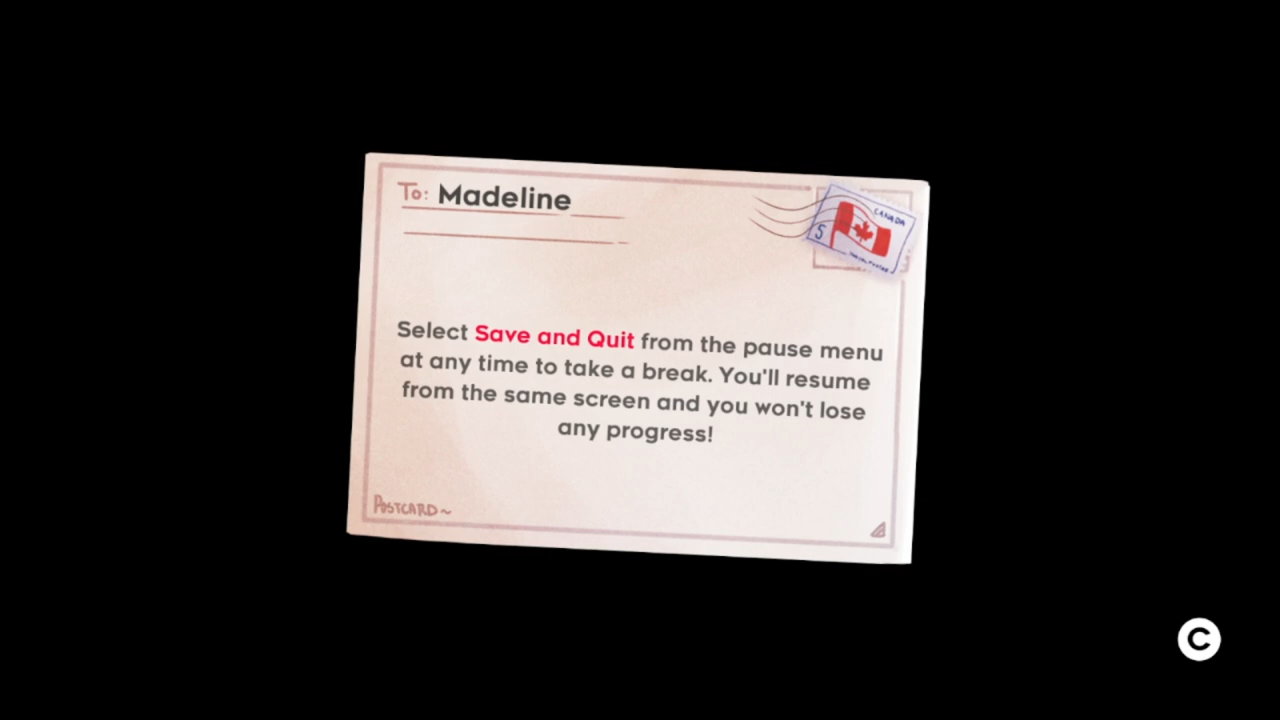 To: Madeline
CANADA
5
Select Save and Quit from the pause menu
at any time to take a break. You'll resume
from the same screen and you won't lose
any progress!
POSTCARD~
C